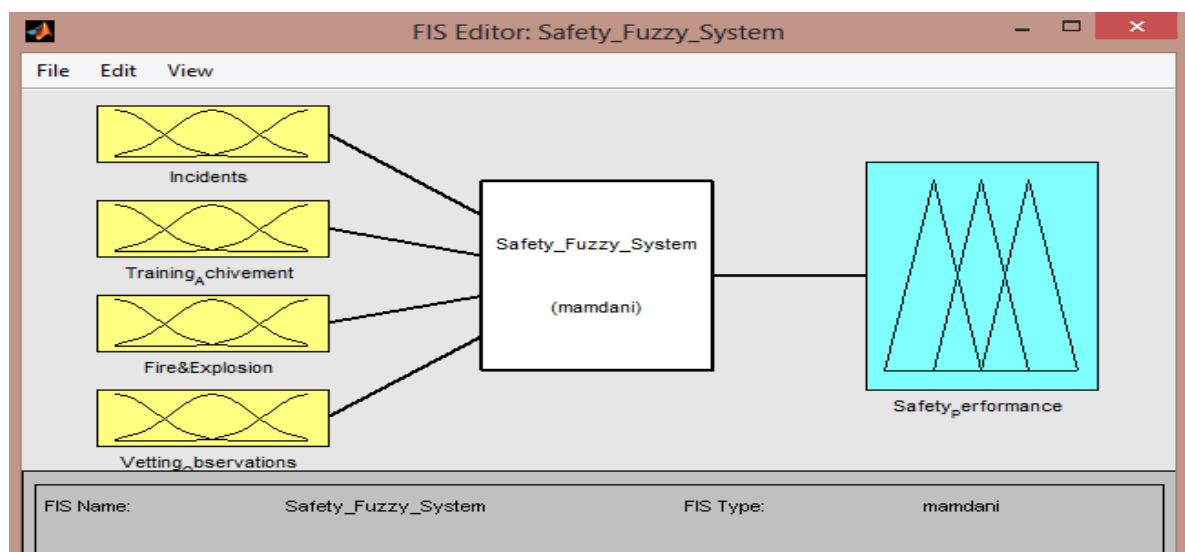 FIS Editor: Safety_Fuzzy_System
File Edit View
Incidents
Training_Achivement
Fire&Explosion
Vetting_Observations
Safety_Fuzzy_System
(mamdani)
Safety_Performance
FIS Name: Safety_Fuzzy_System FIS Type: mamdani